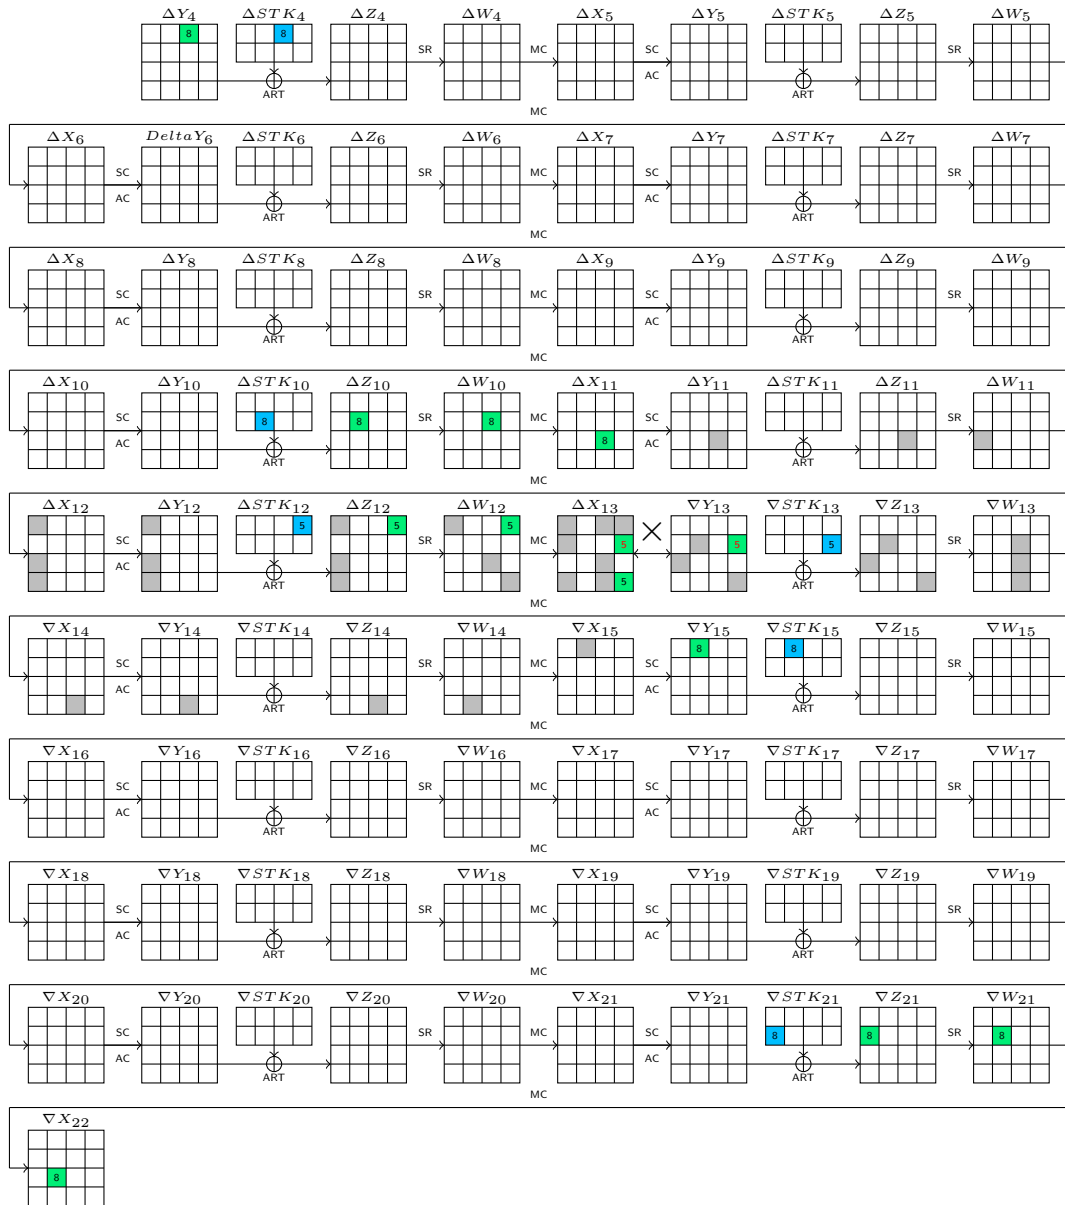 ΔY₄ ΔSTK₄ ΔZ₄ ΔW₄ ΔX₅ ΔY₅ ΔSTK₅ ΔZ₅ ΔW₅
8 8
SR MC SC SR
AC
ART ART
MC
ΔX₆ DeltaY₆ ΔSTK₆ ΔZ₆ ΔW₆ ΔX₇ ΔY₇ ΔSTK₇ ΔZ₇ ΔW₇
SC SR MC SC SR
AC AC
ART ART
MC
ΔX₈ ΔY₈ ΔSTK₈ ΔZ₈ ΔW₈ ΔX₉ ΔY₉ ΔSTK₉ ΔZ₉ ΔW₉
SC SR MC SC SR
AC AC
ART ART
MC
ΔX₁₀ ΔY₁₀ ΔSTK₁₀ ΔZ₁₀ ΔW₁₀ ΔX₁₁ ΔY₁₁ ΔSTK₁₁ ΔZ₁₁ ΔW₁₁
SC SR MC SC SR
8 8 8
AC AC
8
ART ART
MC
ΔX₁₂ ΔY₁₂ ΔSTK₁₂ ΔZ₁₂ ΔW₁₂ ΔX₁₃ ∇Y₁₃ ∇STK₁₃ ∇Z₁₃ ∇W₁₃
5 5 5
SC SR MC SR
5 5 5
AC
5
ART ART
MC
∇X₁₄ ∇Y₁₄ ∇STK₁₄ ∇Z₁₄ ∇W₁₄ ∇X₁₅ ∇Y₁₅ ∇STK₁₅ ∇Z₁₅ ∇W₁₅
8 8
SC SR MC SC SR
AC AC
ART ART
MC
∇X₁₆ ∇Y₁₆ ∇STK₁₆ ∇Z₁₆ ∇W₁₆ ∇X₁₇ ∇Y₁₇ ∇STK₁₇ ∇Z₁₇ ∇W₁₇
SC SR MC SC SR
AC AC
ART ART
MC
∇X₁₈ ∇Y₁₈ ∇STK₁₈ ∇Z₁₈ ∇W₁₈ ∇X₁₉ ∇Y₁₉ ∇STK₁₉ ∇Z₁₉ ∇W₁₉
SC SR MC SC SR
AC AC
ART ART
MC
∇X₂₀ ∇Y₂₀ ∇STK₂₀ ∇Z₂₀ ∇W₂₀ ∇X₂₁ ∇Y₂₁ ∇STK₂₁ ∇Z₂₁ ∇W₂₁
SC SR MC SC SR
8 8 8
AC AC
ART ART
MC
∇X₂₂
8